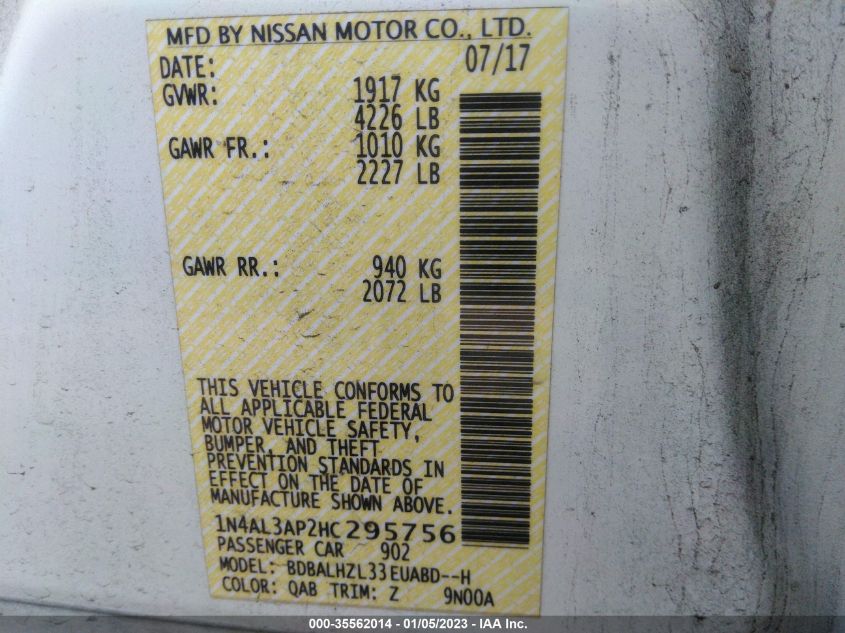 MFD BY NISSAN MOTOR CO., LTD.
DATE: 07/17
GVWR: 1917 KG
4226 LB
GAWR FR.: 1010 KG
2227 LB
GAWR RR.: 940 KG
2072 LB
THIS VEHICLE CONFORMS TO
ALL APPLICABLE FEDERAL
MOTOR VEHICLE SAFETY,
BUMPER, AND THEFT
PREVENTION STANDARDS IN
EFFECT ON THE DATE OF
MANUFACTURE SHOWN ABOVE.
1N4AL3AP2HC295756
PASSENGER CAR 902
MODEL: BDBALHZL33EUABD--H
COLOR: QAB TRIM: Z 9N00A
000-35562014 - 01/05/2023 - IAA Inc.